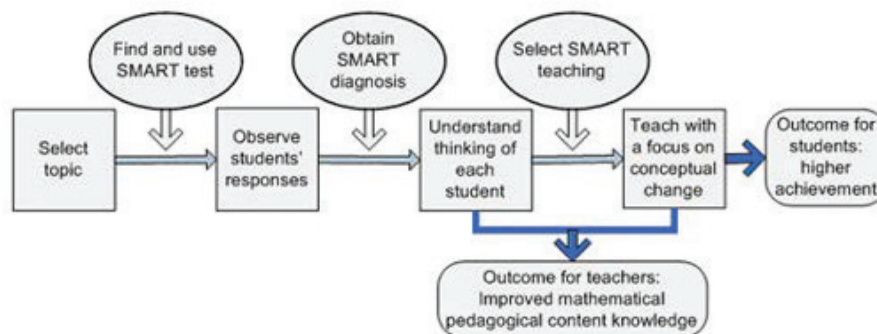 Find and use
SMART test
Obtain
SMART
diagnosis
Select SMART
teaching
Select
topic
Observe
students'
responses
Understand
thinking of
each
student
Teach with
a focus on
conceptual
change
Outcome for
students:
higher
achievement
Outcome for teachers:
Improved mathematical
pedagogical content knowledge